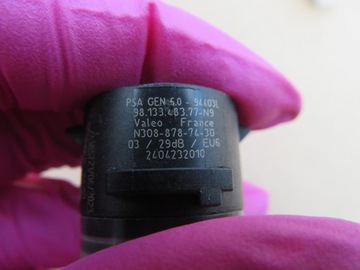 PSA GEN 6.0 - 94403L
98.133.483.77-N9
Valeo France
N308-878-74-30
03 / 29dB / EU6
2404232010